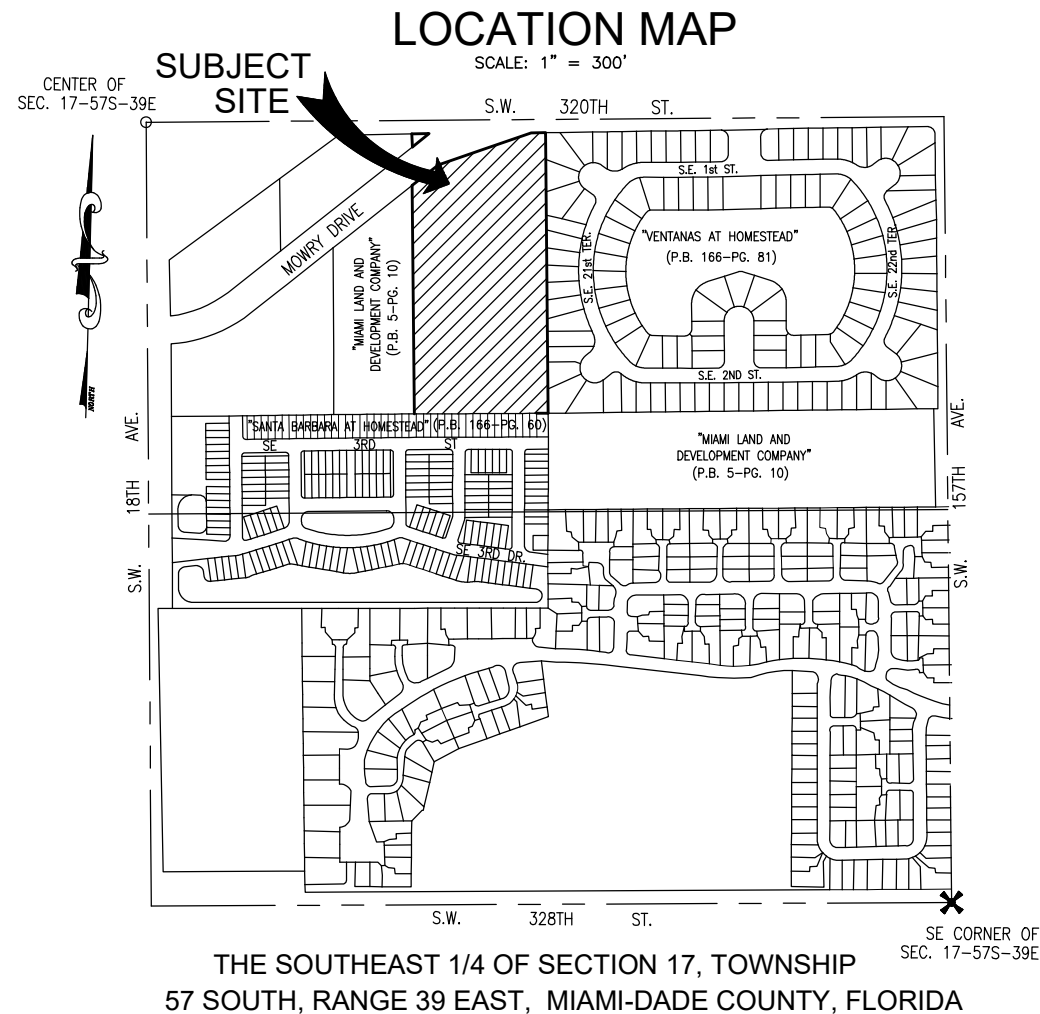 LOCATION MAP
SCALE: 1" = 300'
SUBJECT
SITE
CENTER OF
SEC. 17-57S-39E
S.W. 320TH ST.
S.E. 1st ST.
MOWRY DRIVE
"MIAMI LAND AND
DEVELOPMENT COMPANY"
(P.B. 5-PG. 10)
"VENTANAS AT HOMESTEAD"
(P.B. 166-PG. 81)
S.E. 21st TER.
S.E. 22nd TER.
S.E. 2ND ST.
NORTH
"SANTA BARBARA AT HOMESTEAD" (P.B. 166-PG. 60)
SE 3RD ST
"MIAMI LAND AND
DEVELOPMENT COMPANY"
(P.B. 5-PG. 10)
S.W. 18TH AVE.
S.W. 157TH AVE.
SE 3RD DR.
S.W. 328TH ST.
SE CORNER OF
SEC. 17-57S-39E
THE SOUTHEAST 1/4 OF SECTION 17, TOWNSHIP
57 SOUTH, RANGE 39 EAST, MIAMI-DADE COUNTY, FLORIDA